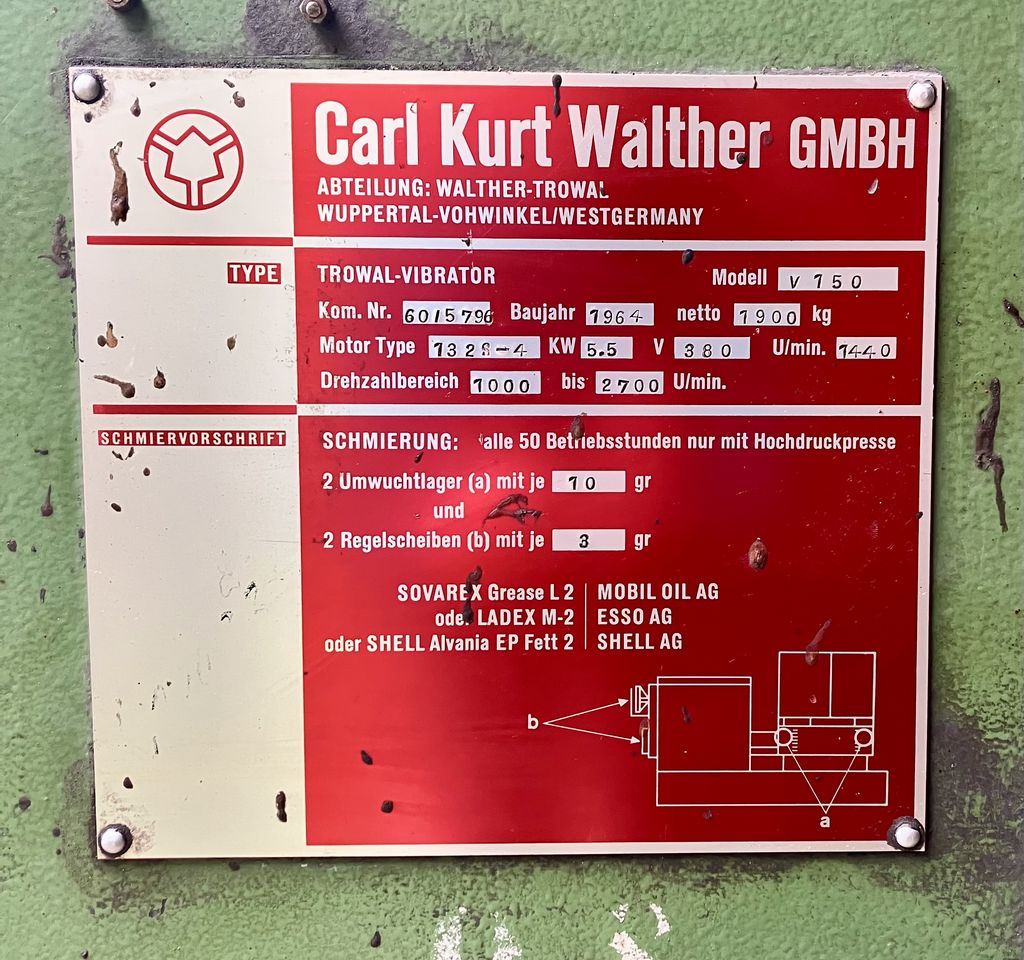 Carl Kurt Walther GMBH
ABTEILUNG: WALTHER-TROWAL
WUPPERTAL-VOHWINKEL/WESTGERMANY
TYPE TROWAL-VIBRATOR Modell V 150
Kom. Nr. 6015796 Baujahr 1964 netto 1900 kg
Motor Type 132S-4 KW 5.5 V 380 U/min. 1440
Drehzahlbereich 1000 bis 2700 U/min.
SCHMIERVORSCHRIFT SCHMIERUNG: alle 50 Betriebsstunden nur mit Hochdruckpresse
2 Umwuchtlager (a) mit je 10 gr
und
2 Regelscheiben (b) mit je 3 gr
SOVAREX Grease L 2 MOBIL OIL AG
oder LADEX M-2 ESSO AG
oder SHELL Alvania EP Fett 2 SHELL AG
b
a